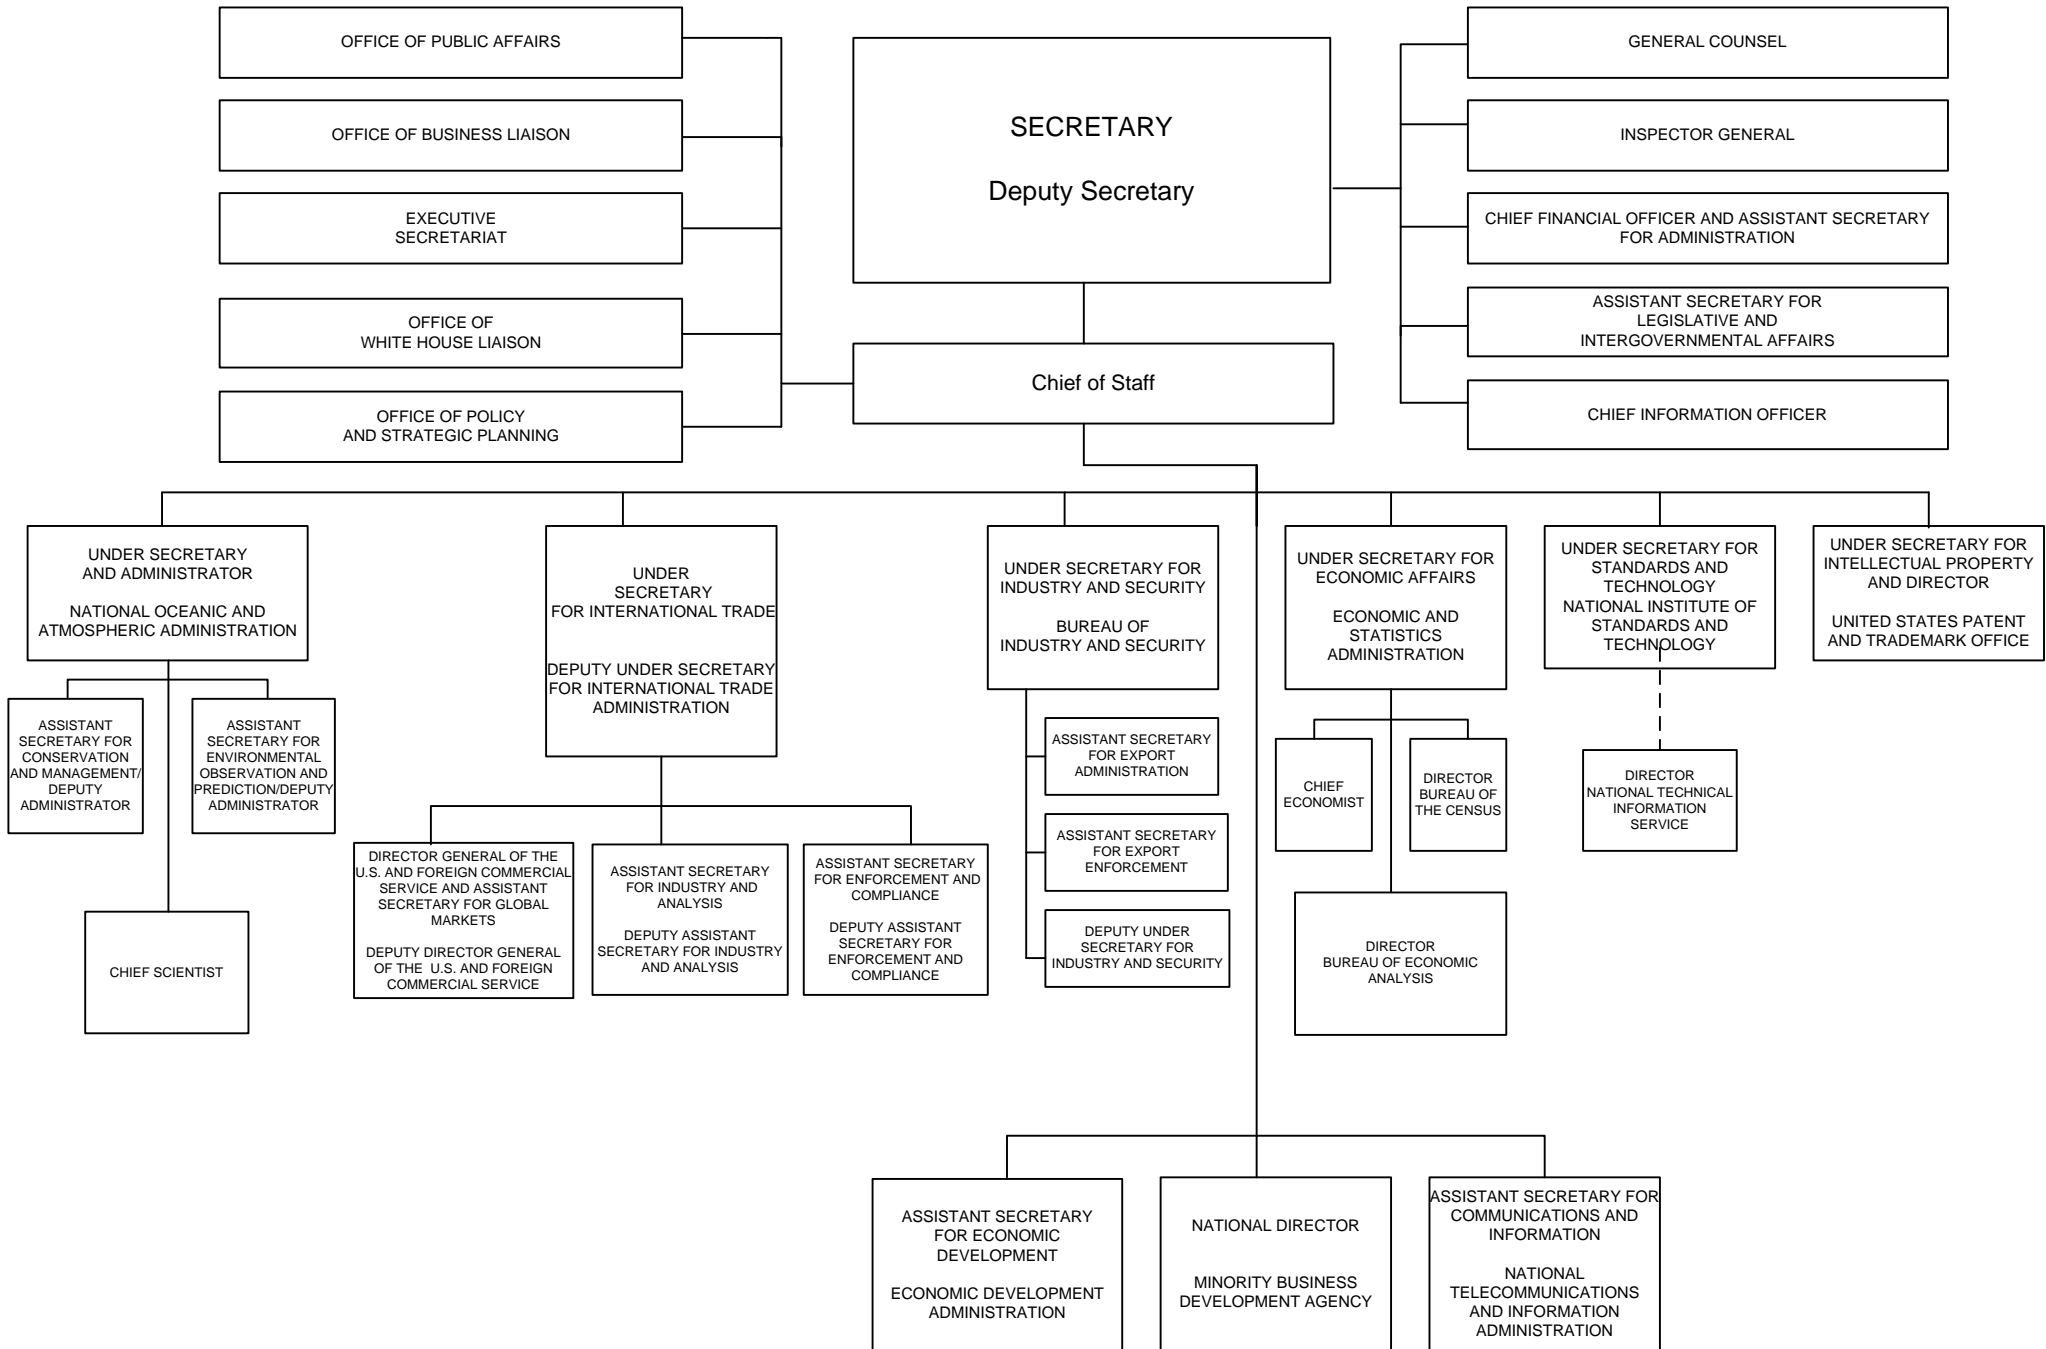 OFFICE OF PUBLIC AFFAIRS
OFFICE OF BUSINESS LIAISON
EXECUTIVE
SECRETARIAT
OFFICE OF
WHITE HOUSE LIAISON
OFFICE OF POLICY
AND STRATEGIC PLANNING
SECRETARY
Deputy Secretary
Chief of Staff
GENERAL COUNSEL
INSPECTOR GENERAL
CHIEF FINANCIAL OFFICER AND ASSISTANT SECRETARY
FOR ADMINISTRATION
ASSISTANT SECRETARY FOR
LEGISLATIVE AND
INTERGOVERNMENTAL AFFAIRS
CHIEF INFORMATION OFFICER
UNDER SECRETARY
AND ADMINISTRATOR
NATIONAL OCEANIC AND
ATMOSPHERIC ADMINISTRATION
UNDER
SECRETARY
FOR INTERNATIONAL TRADE
DEPUTY UNDER SECRETARY
FOR INTERNATIONAL TRADE
ADMINISTRATION
UNDER SECRETARY FOR
INDUSTRY AND SECURITY
BUREAU OF
INDUSTRY AND SECURITY
UNDER SECRETARY FOR
ECONOMIC AFFAIRS
ECONOMIC AND
STATISTICS
ADMINISTRATION
UNDER SECRETARY FOR
STANDARDS AND
TECHNOLOGY
NATIONAL INSTITUTE OF
STANDARDS AND
TECHNOLOGY
UNDER SECRETARY FOR
INTELLECTUAL PROPERTY
AND DIRECTOR
UNITED STATES PATENT
AND TRADEMARK OFFICE
ASSISTANT
SECRETARY FOR
CONSERVATION
AND MANAGEMENT/
DEPUTY
ADMINISTRATOR
ASSISTANT
SECRETARY FOR
ENVIRONMENTAL
OBSERVATION AND
PREDICTION/DEPUTY
ADMINISTRATOR
CHIEF SCIENTIST
DIRECTOR GENERAL OF THE
U.S. AND FOREIGN COMMERCIAL
SERVICE AND ASSISTANT
SECRETARY FOR GLOBAL
MARKETS
DEPUTY DIRECTOR GENERAL
OF THE U.S. AND FOREIGN
COMMERCIAL SERVICE
ASSISTANT SECRETARY
FOR INDUSTRY AND
ANALYSIS
DEPUTY ASSISTANT
SECRETARY FOR INDUSTRY
AND ANALYSIS
ASSISTANT SECRETARY
FOR ENFORCEMENT AND
COMPLIANCE
DEPUTY ASSISTANT
SECRETARY FOR
ENFORCEMENT AND
COMPLIANCE
ASSISTANT SECRETARY
FOR EXPORT
ADMINISTRATION
ASSISTANT SECRETARY
FOR EXPORT
ENFORCEMENT
DEPUTY UNDER
SECRETARY FOR
INDUSTRY AND SECURITY
CHIEF
ECONOMIST
DIRECTOR
BUREAU OF
THE CENSUS
DIRECTOR
BUREAU OF ECONOMIC
ANALYSIS
DIRECTOR
NATIONAL TECHNICAL
INFORMATION
SERVICE
ASSISTANT SECRETARY
FOR ECONOMIC
DEVELOPMENT
ECONOMIC DEVELOPMENT
ADMINISTRATION
NATIONAL DIRECTOR
MINORITY BUSINESS
DEVELOPMENT AGENCY
ASSISTANT SECRETARY FOR
COMMUNICATIONS AND
INFORMATION
NATIONAL
TELECOMMUNICATIONS
AND INFORMATION
ADMINISTRATION